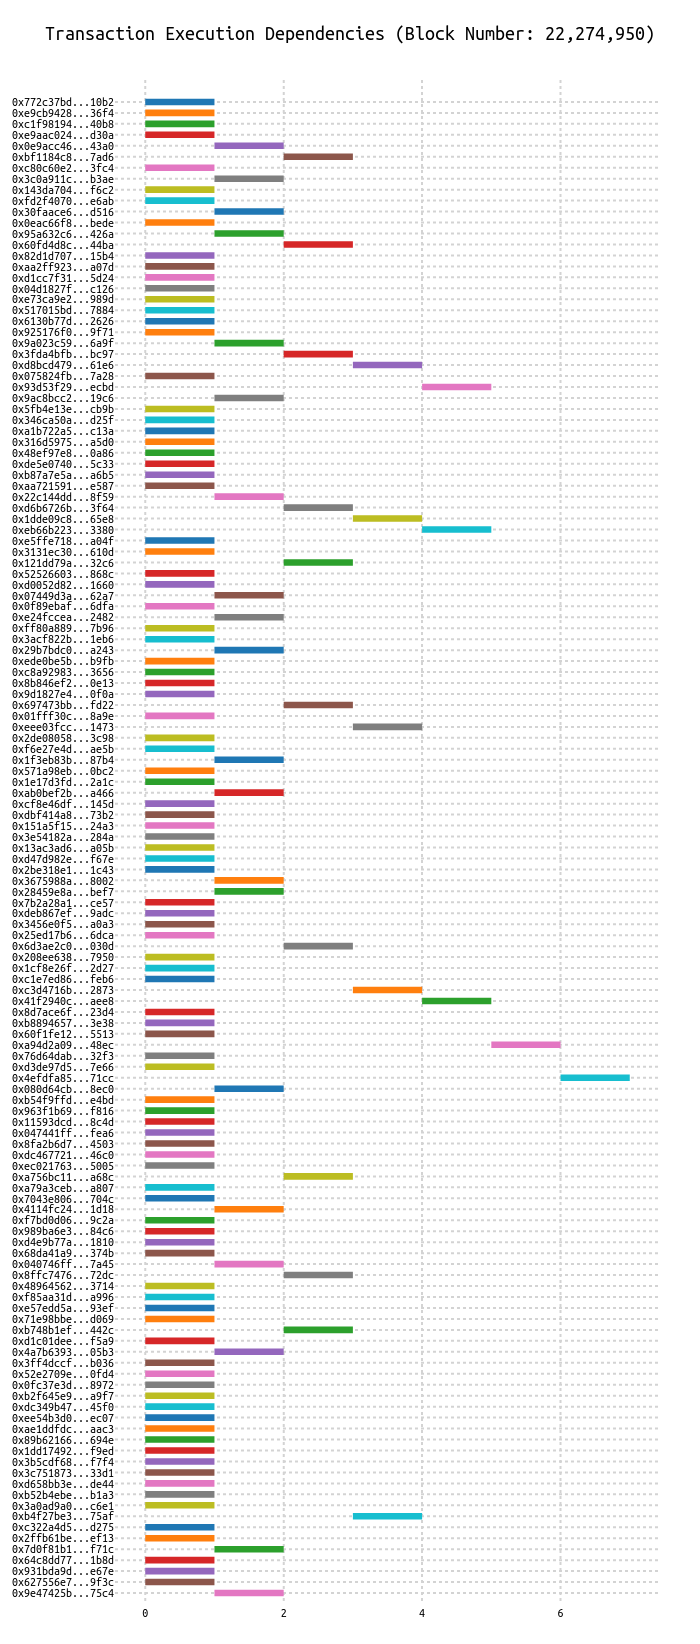 Transaction Execution Dependencies (Block Number: 22,274,950)
0x772c37bd...10b2
0xe9cb9428...36f4
0xc1f98194...40b8
0xe9aac024...d30a
0x0e9acc46...43a0
0xbf1184c8...7ad6
0xc80c60e2...3fc4
0x3c0a911c...b3ae
0x143da704...f6c2
0xfd2f4070...e6ab
0x30faace6...d516
0x0eac66f8...bede
0x95a632c6...426a
0x60fd4d8c...44ba
0x82d1d707...15b4
0xaa2ff923...a07d
0xd1cc7f31...5d24
0x04d1827f...c126
0xe73ca9e2...989d
0x517015bd...7884
0x6130b77d...2626
0x925176f0...9f71
0x9a023c59...6a9f
0x3fda4bfb...bc97
0xd8bcd479...61e6
0x075824fb...7a28
0x93d53f29...ecbd
0x9ac8bcc2...19c6
0x5fb4e13e...cb9b
0x346ca50a...d25f
0xa1b722a5...c13a
0x316d5975...a5d0
0x48ef97e8...0a86
0xde5e0740...5c33
0xb87a7e5a...a6b5
0xaa721591...e587
0x22c144dd...8f59
0xd6b6726b...3f64
0x1dde09c8...65e8
0xeb66b223...3380
0xe5ffe718...a04f
0x3131ec30...610d
0x121dd79a...32c6
0x52526603...868c
0xd0052d82...1660
0x07449d3a...62a7
0x0f89ebaf...6dfa
0xe24fccea...2482
0xff80a889...7b96
0x3acf822b...1eb6
0x29b7bdc0...a243
0xede0be5b...b9fb
0xc8a92983...3656
0x8b846ef2...0e13
0x9d1827e4...0f0a
0x697473bb...fd22
0x01fff30c...8a9e
0xeee03fcc...1473
0x2de08058...3c98
0xf6e27e4d...ae5b
0x1f3eb83b...87b4
0x571a98eb...0bc2
0x1e17d3fd...2a1c
0xab0bef2b...a466
0xcf8e46df...145d
0xdbf414a8...73b2
0x151a5f15...24a3
0x3e54182a...284a
0x13ac3ad6...a05b
0xd47d982e...f67e
0x2be318e1...1c43
0x3675988a...8002
0x28459e8a...bef7
0x7b2a28a1...ce57
0xdeb867ef...9adc
0x3456e0f5...a0a3
0x25ed17b6...6dca
0x6d3ae2c0...030d
0x208ee638...7950
0x1cf8e26f...2d27
0xc1e7ed86...feb6
0xc3d4716b...2873
0x41f2940c...aee8
0x8d7ace6f...23d4
0xb8894657...3e38
0x60f1fe12...5513
0xa94d2a09...48ec
0x76d64dab...32f3
0xd3de97d5...7e66
0x4efdfa85...71cc
0x080d64cb...8ec0
0xb54f9ffd...e4bd
0x963f1b69...f816
0x11593dcd...8c4d
0x047441ff...fea6
0x8fa2b6d7...4503
0xdc467721...46c0
0xec021763...5005
0xa756bc11...a68c
0xa79a3ceb...a807
0x7043e806...704c
0x4114fc24...1d18
0xf7bd0d06...9c2a
0x989ba6e3...84c6
0xd4e9b77a...1810
0x68da41a9...374b
0x040746ff...7a45
0x8ffc7476...72dc
0x48964562...3714
0xf85aa31d...a996
0xe57edd5a...93ef
0x71e98bbe...d069
0xb748b1ef...442c
0xd1c01dee...f5a9
0x4a7b6393...05b3
0x3ff4dccf...b036
0x52e2709e...0fd4
0x0fc37e3d...8972
0xb2f645e9...a9f7
0xdc349b47...45f0
0xee54b3d0...ec07
0xae1ddfdc...aac3
0x89b62166...694e
0x1dd17492...f9ed
0x3b5cdf68...f7f4
0x3c751873...33d1
0xd658bb3e...de44
0xb52b4ebe...b1a3
0x3a0ad9a0...c6e1
0xb4f27be3...75af
0xc322a4d5...d275
0x2ffb61be...ef13
0x7d0f81b1...f71c
0x64c8dd77...1b8d
0x931bda9d...e67e
0x627556e7...9f3c
0x9e47425b...75c4
0 2 4 6